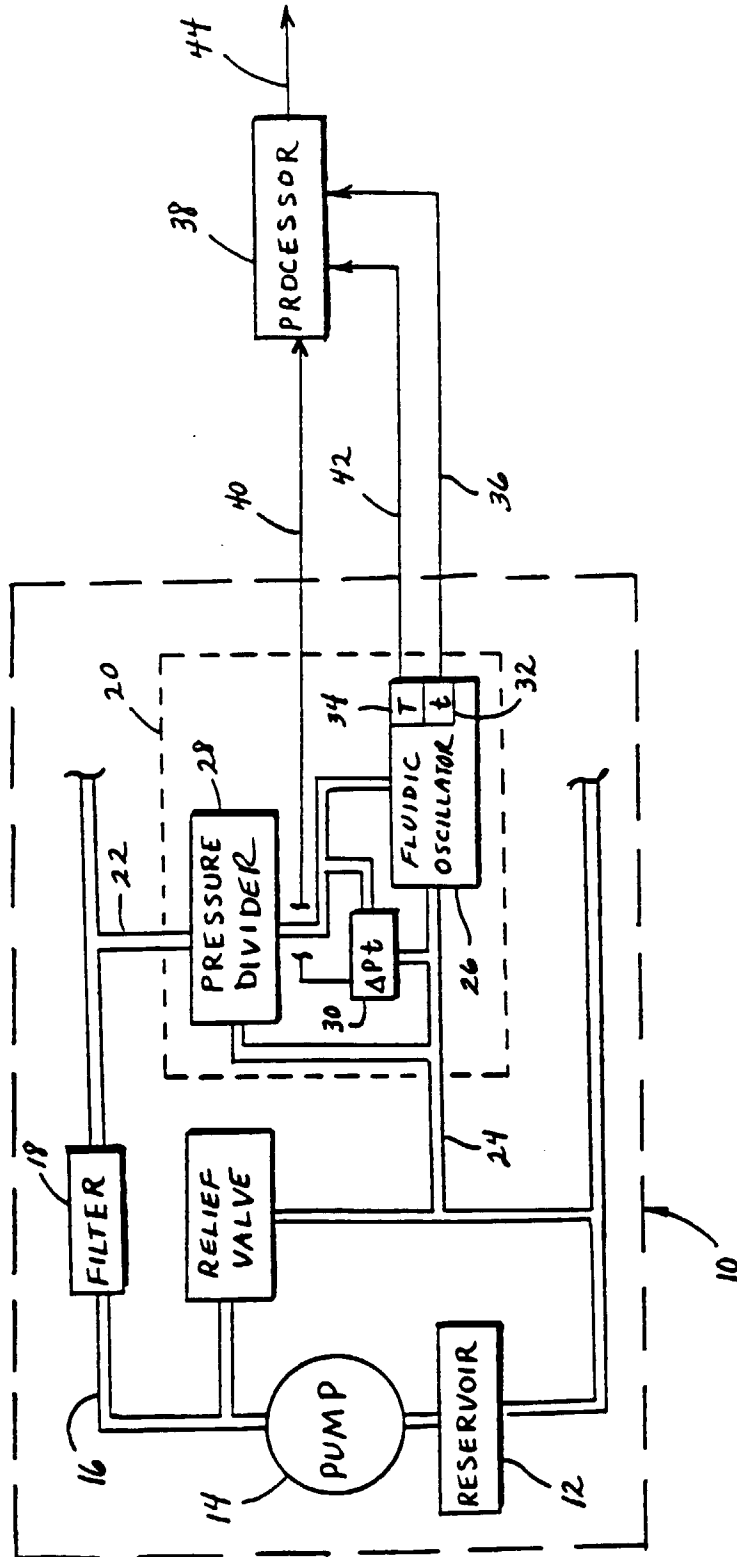 44
38
PROCESSOR
40
42
36
20
34
T
t
32
28
22
PRESSURE
DIVIDER
FLUIDIC
OSCILLATOR
ΔPt
30
26
18
FILTER
RELIEF
VALVE
24
16
14
PUMP
RESERVOIR
12
10